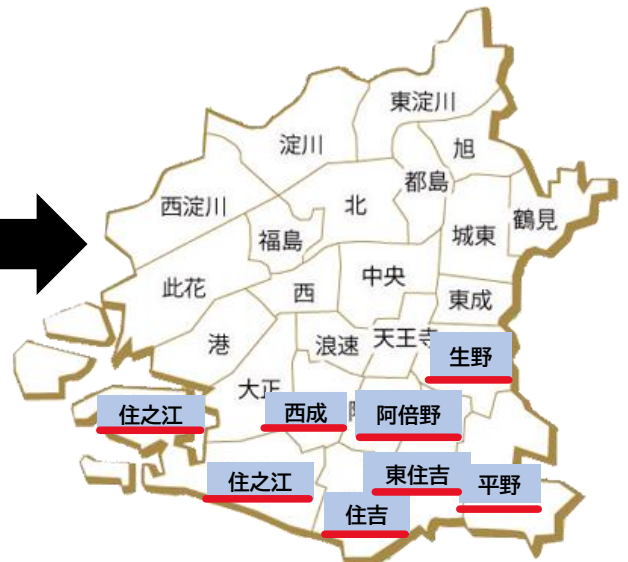 東淀川
淀川
旭
都島
西淀川
北
鶴見
福島
城東
中央
此花
西
東成
港
浪速
天王寺
生野
大正
西成
阿倍野
住之江
東住吉
平野
住之江
住吉